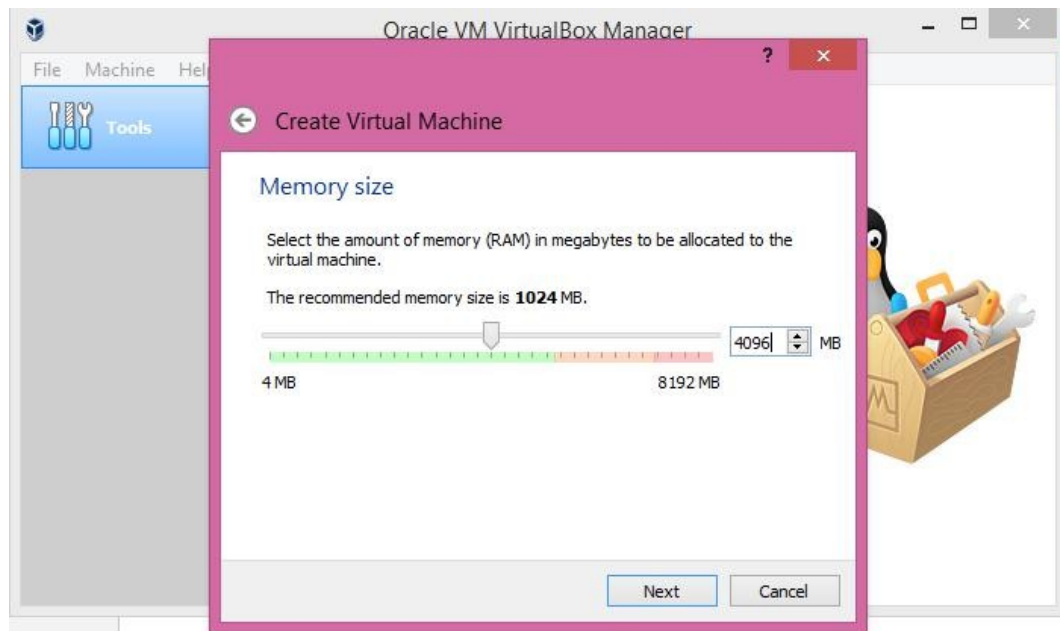 Oracle VM VirtualBox Manager
File Machine Help
Tools
?
Create Virtual Machine
Memory size
Select the amount of memory (RAM) in megabytes to be allocated to the
virtual machine.
The recommended memory size is 1024 MB.
4096 MB
4 MB 8192 MB
Next Cancel